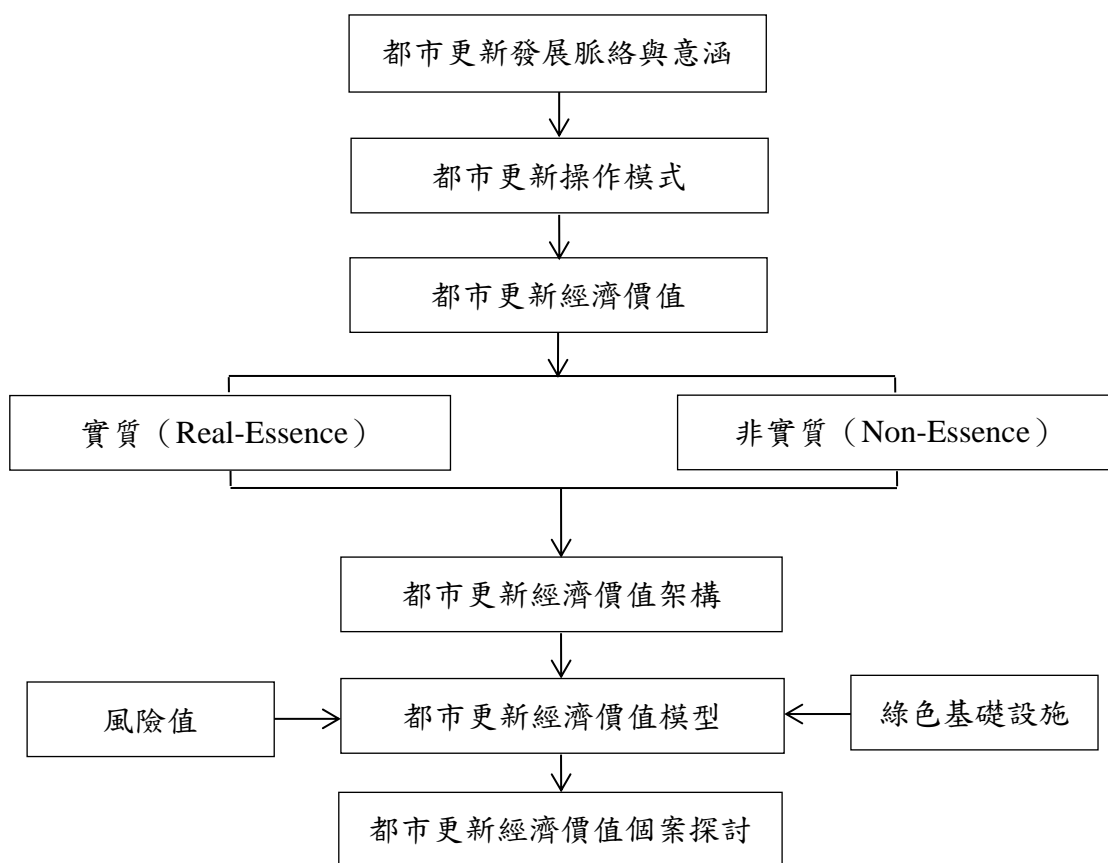 都市更新發展脈絡與意涵
都市更新操作模式
都市更新經濟價值
實質（Real-Essence）
非實質（Non-Essence）
都市更新經濟價值架構
風險值
都市更新經濟價值模型
綠色基礎設施
都市更新經濟價值個案探討